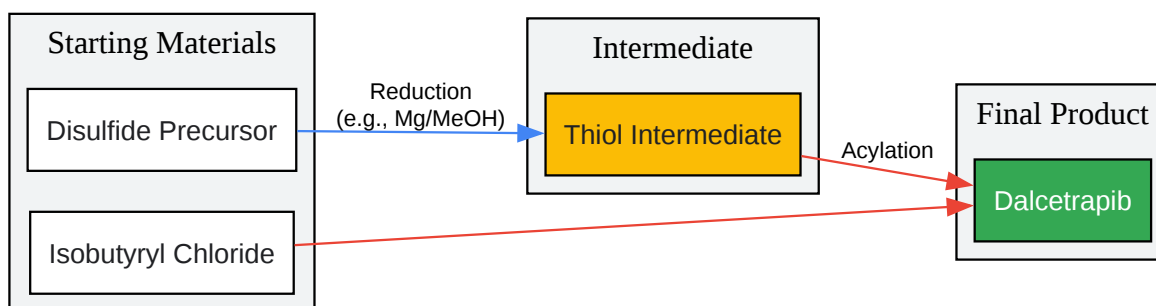 Starting Materials
Disulfide Precursor
Isobutyryl Chloride
Reduction
(e.g., Mg/MeOH)
Intermediate
Thiol Intermediate
Acylation
Final Product
Dalcetrapib